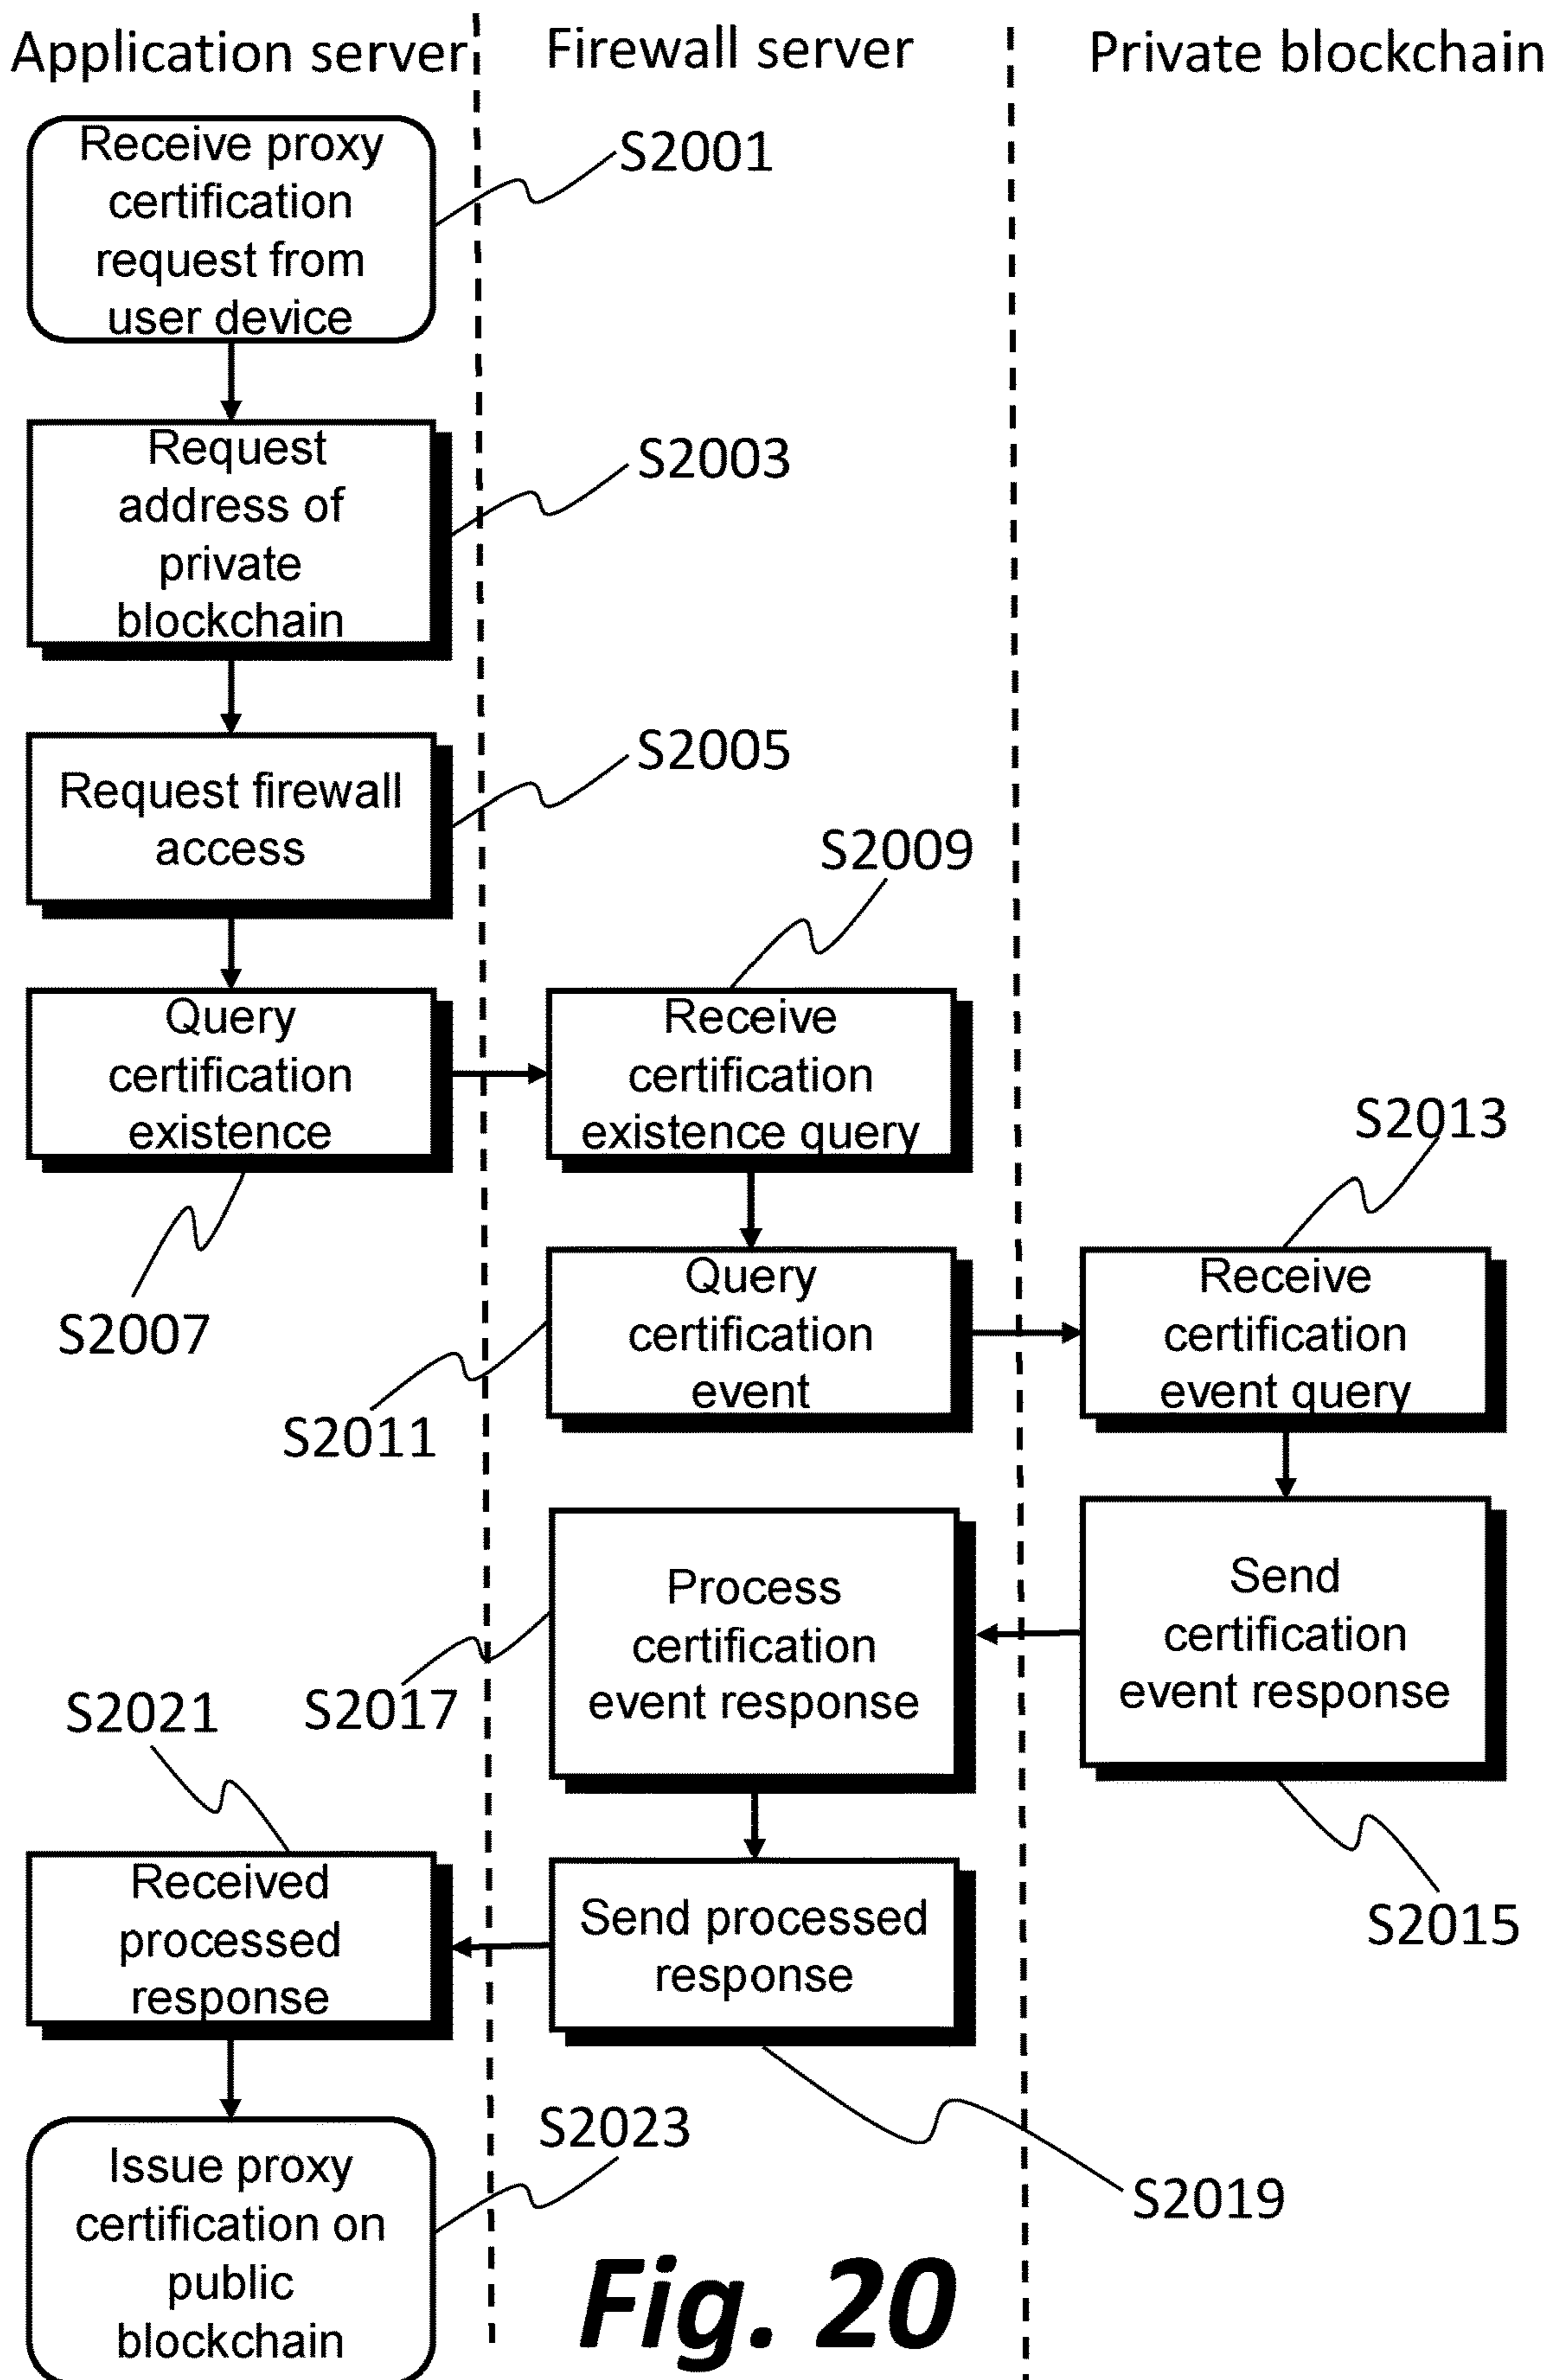 Application server
Firewall server
Private blockchain
Receive proxy
certification
request from
user device
S2001
Request
address of
private
blockchain
S2003
Request firewall
access
S2005
S2009
Query
certification
existence
Receive
certification
existence query
S2007
S2013
Query
certification
event
Receive
certification
event query
S2011
Process
certification
event response
Send
certification
event response
S2017
S2021
S2015
Received
processed
response
Send processed
response
S2023
S2019
Issue proxy
certification on
public
blockchain
Fig. 20